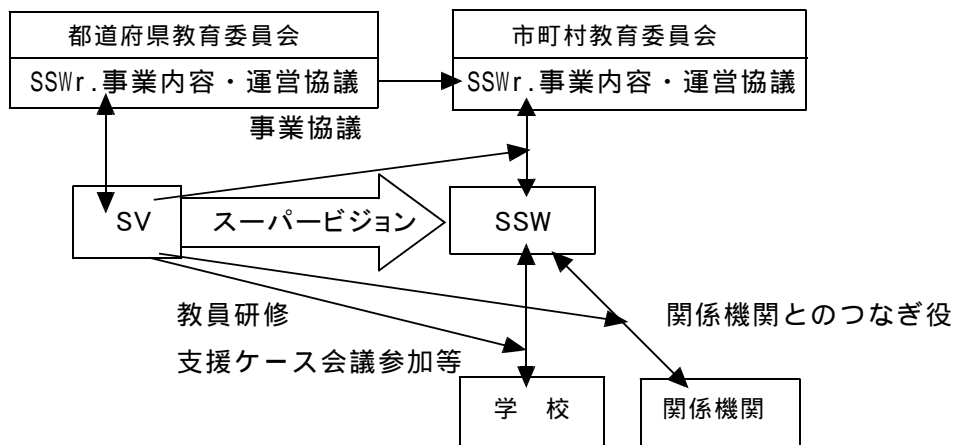 都道府県教育委員会
市町村教育委員会
SSWr.事業内容・運営協議
SSWr.事業内容・運営協議
事業協議
SV
スーパービジョン
SSW
教員研修
関係機関とのつなぎ役
支援ケース会議参加等
学 校
関係機関